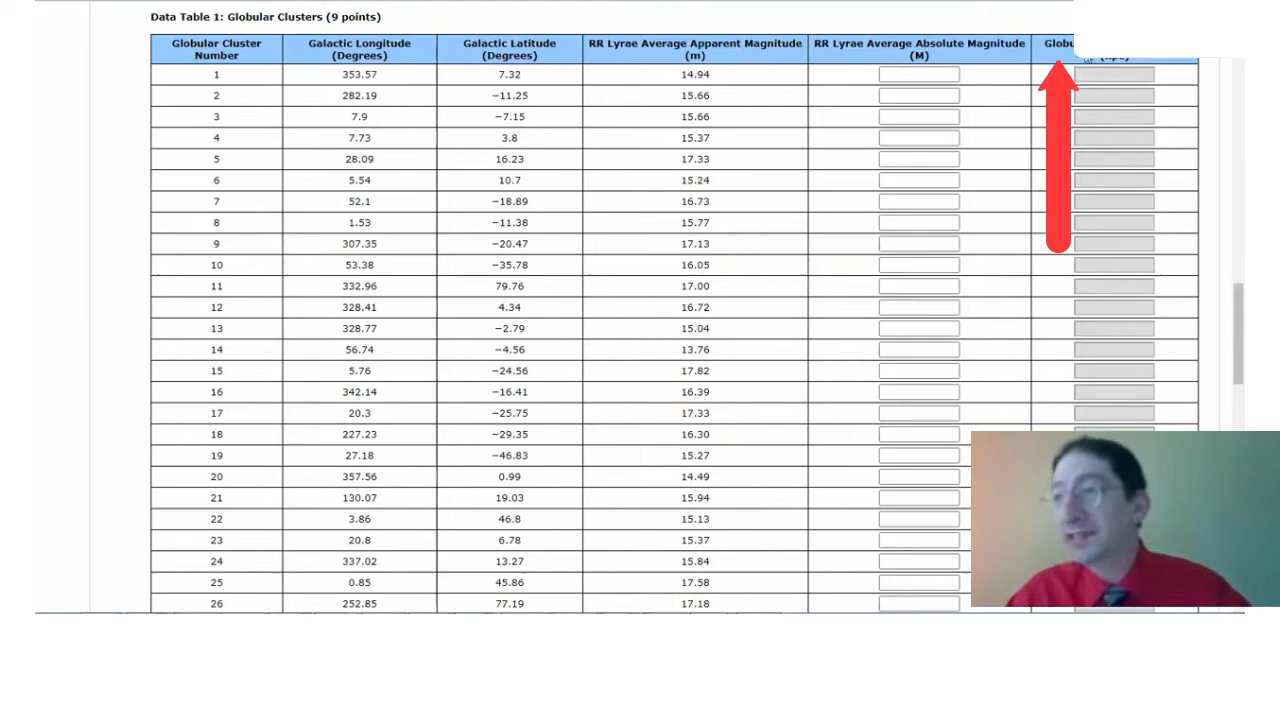 Data Table 1: Globular Clusters (9 points)
Globular Cluster Number Galactic Longitude (Degrees) Galactic Latitude (Degrees) RR Lyrae Average Apparent Magnitude (m) RR Lyrae Average Absolute Magnitude (M)
1 353.57 7.32 14.94
2 282.19 −11.25 15.66
3 7.9 −7.15 15.66
4 7.73 3.8 15.37
5 28.09 16.23 17.33
6 5.54 10.7 15.24
7 52.1 −18.89 16.73
8 1.53 −11.38 15.77
9 307.35 −20.47 17.13
10 53.38 −35.78 16.05
11 332.96 79.76 17.00
12 328.41 4.34 16.72
13 328.77 −2.79 15.04
14 56.74 −4.56 13.76
15 5.76 −24.56 17.82
16 342.14 −16.41 16.39
17 20.3 −25.75 17.33
18 227.23 −29.35 16.30
19 27.18 −46.83 15.27
20 357.56 0.99 14.49
21 130.07 19.03 15.94
22 3.86 46.8 15.13
23 20.8 6.78 15.37
24 337.02 13.27 15.84
25 0.85 45.86 17.58
26 252.85 77.19 17.18